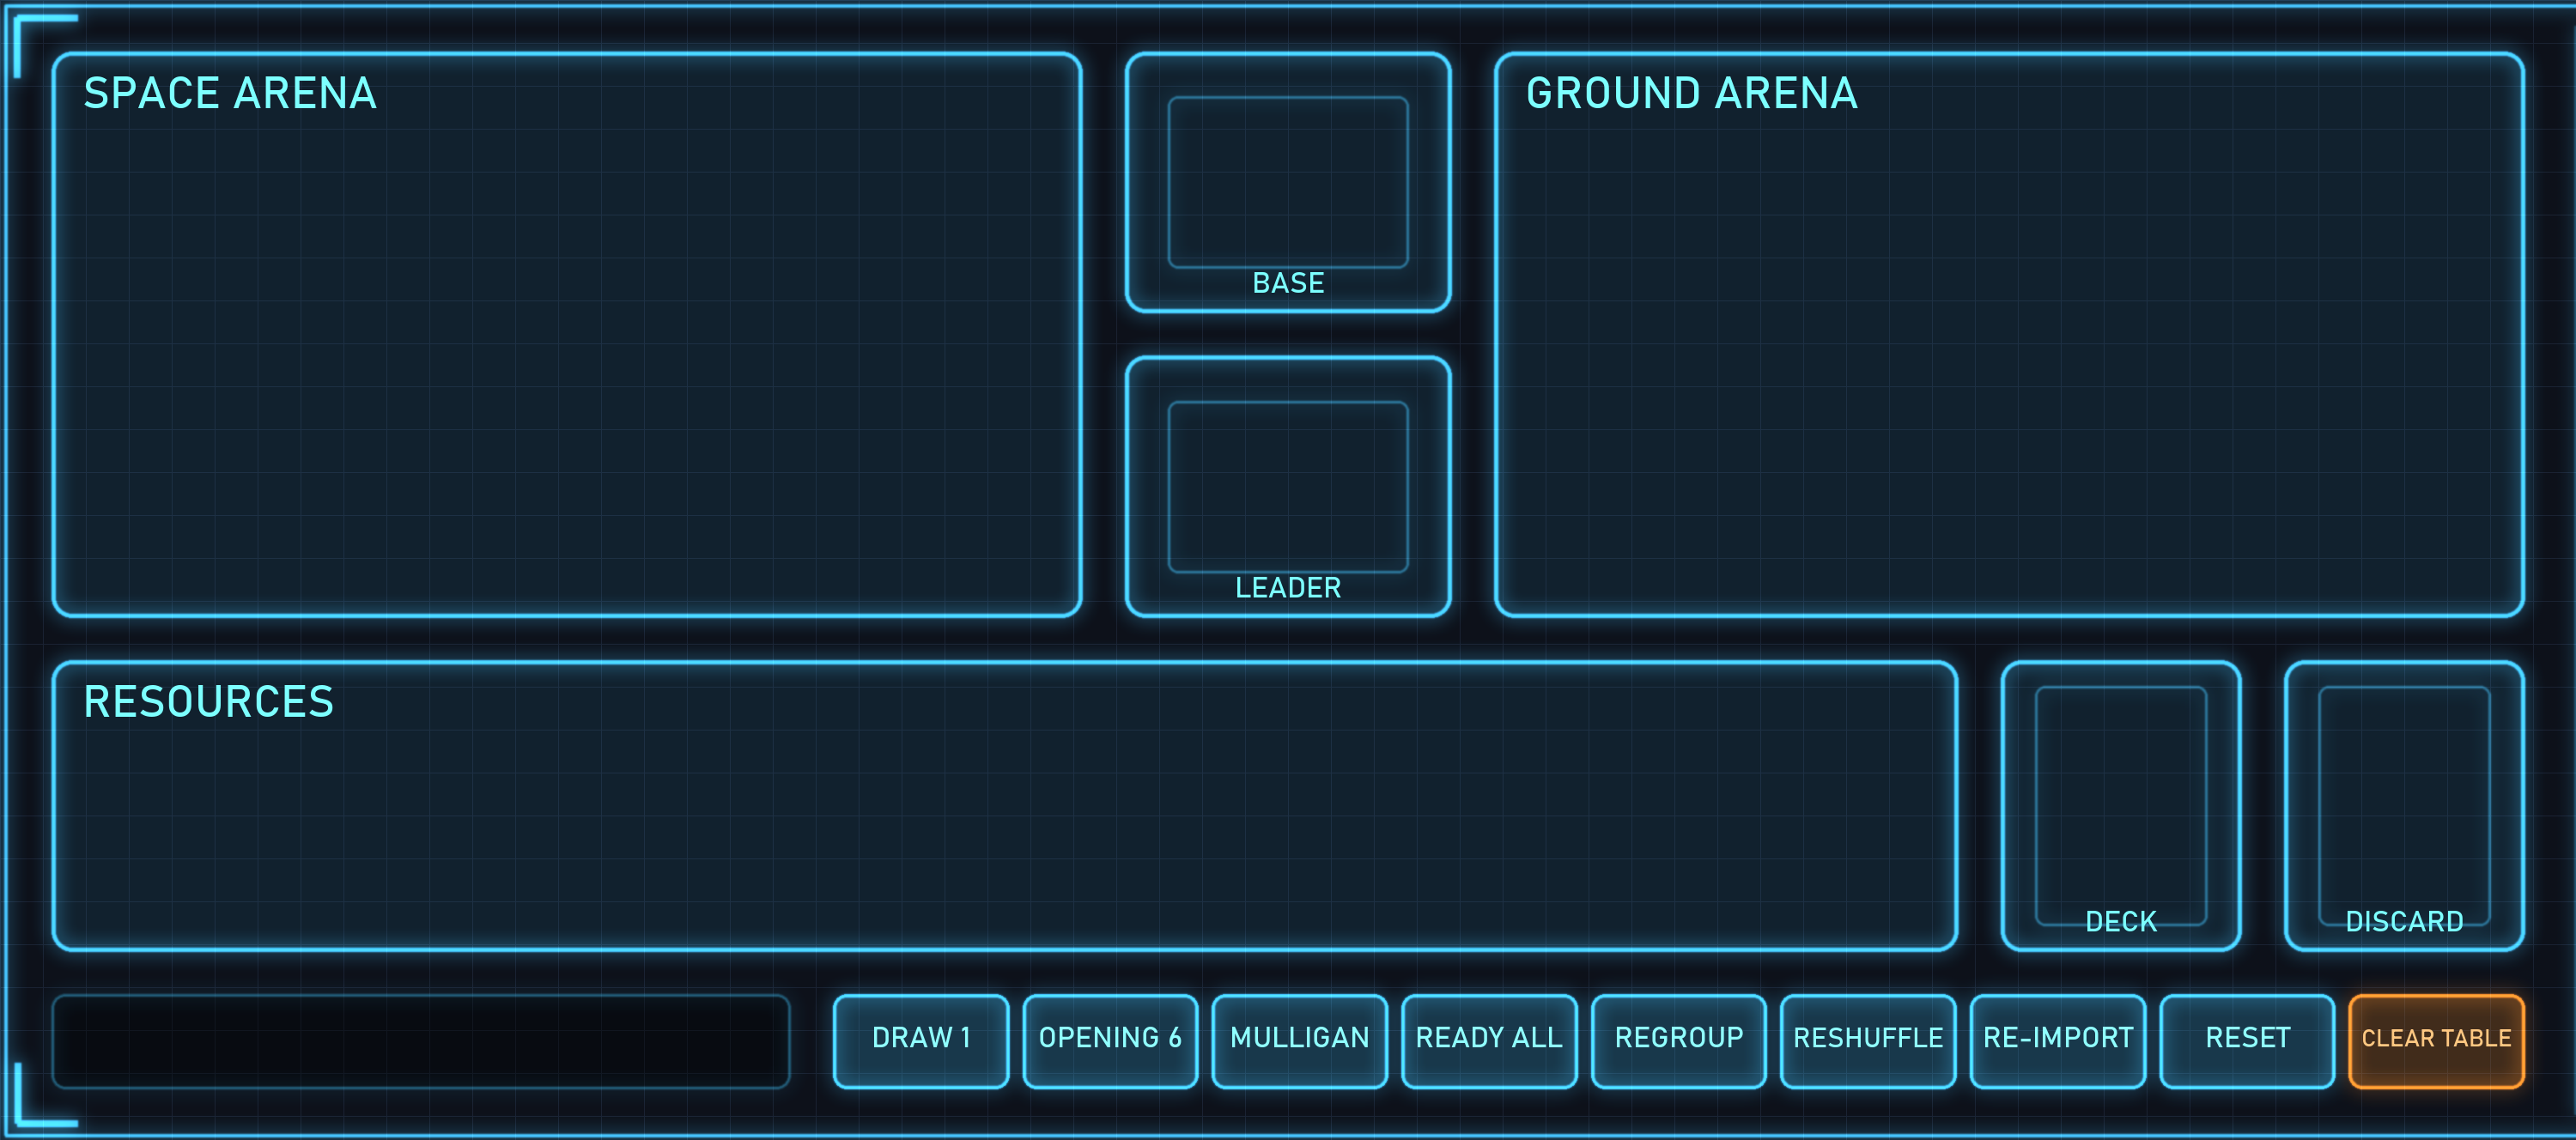 SPACE ARENA
BASE
GROUND ARENA
LEADER
RESOURCES
DECK
DISCARD
DRAW 1
OPENING 6
MULLIGAN
READY ALL
REGROUP
RESHUFFLE
RE-IMPORT
RESET
CLEAR TABLE